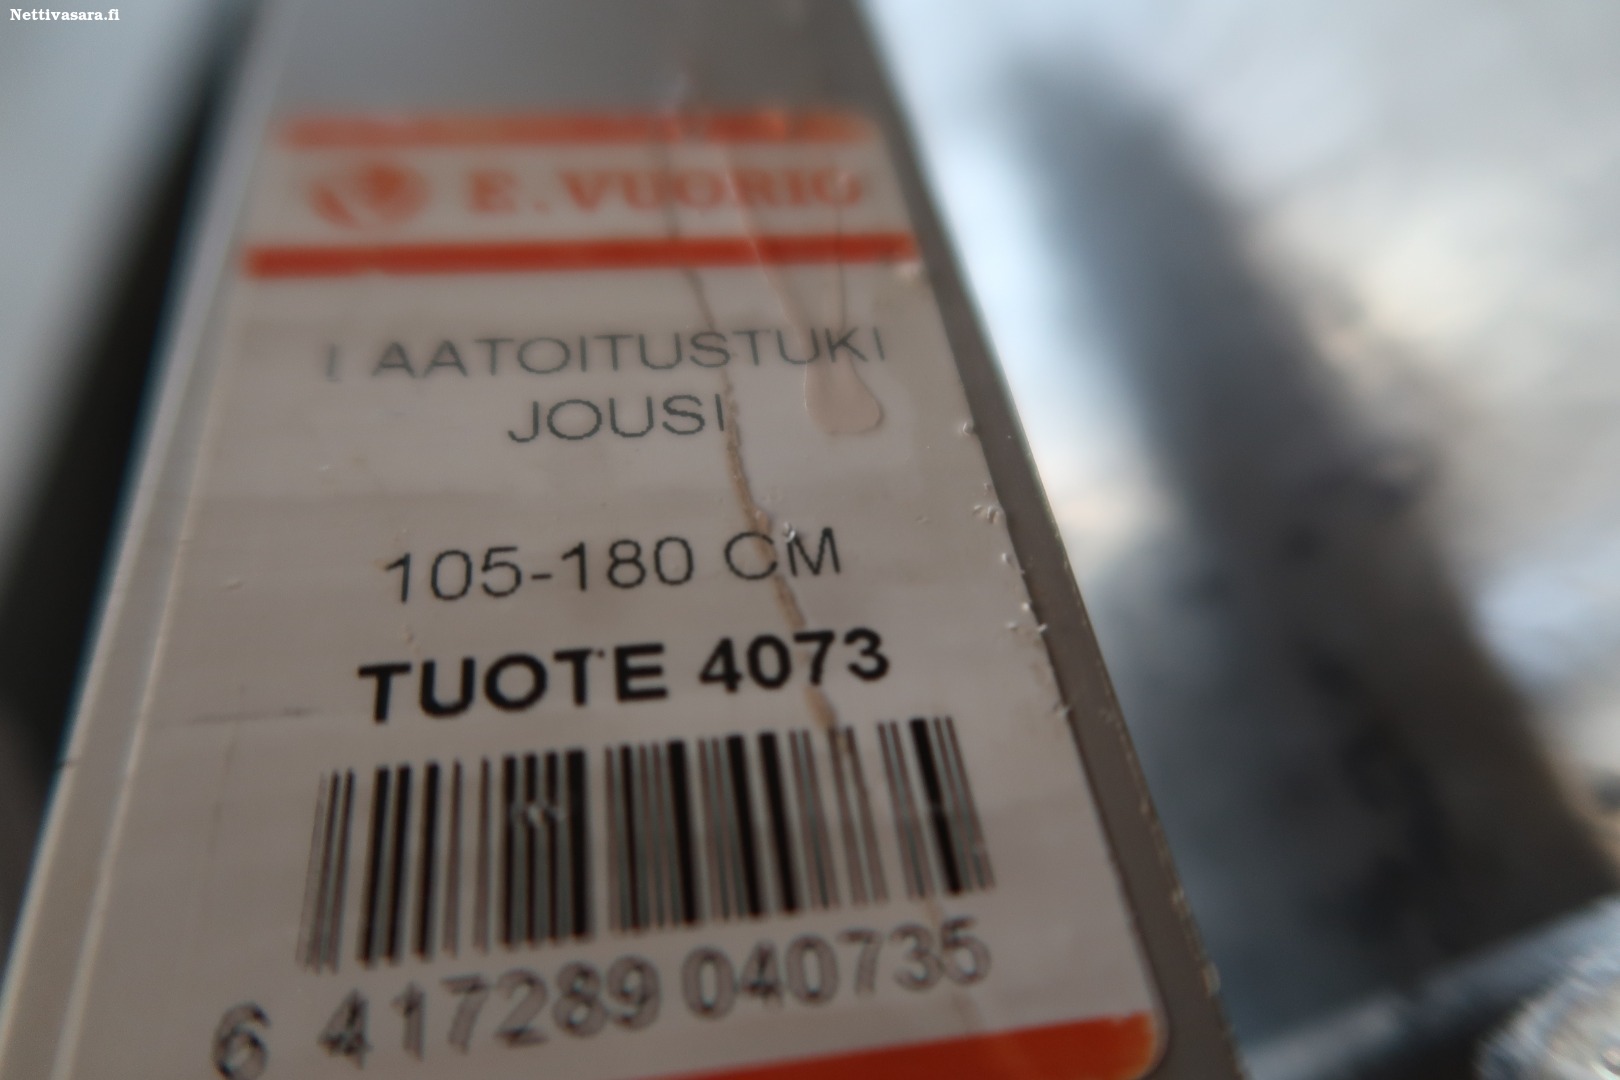 Nettivasara.fi
E. VUORIO
LAATOITUSTUKI
JOUSI
105-180 CM
TUOTE 4073
6 417289 040735